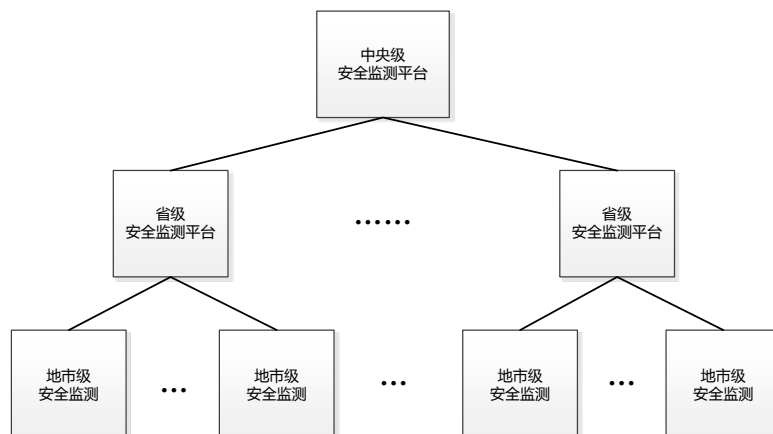 中央级
安全监测平台
省级
安全监测平台
……
省级
安全监测平台
地市级
安全监测
…
地市级
安全监测
…
地市级
安全监测
…
地市级
安全监测